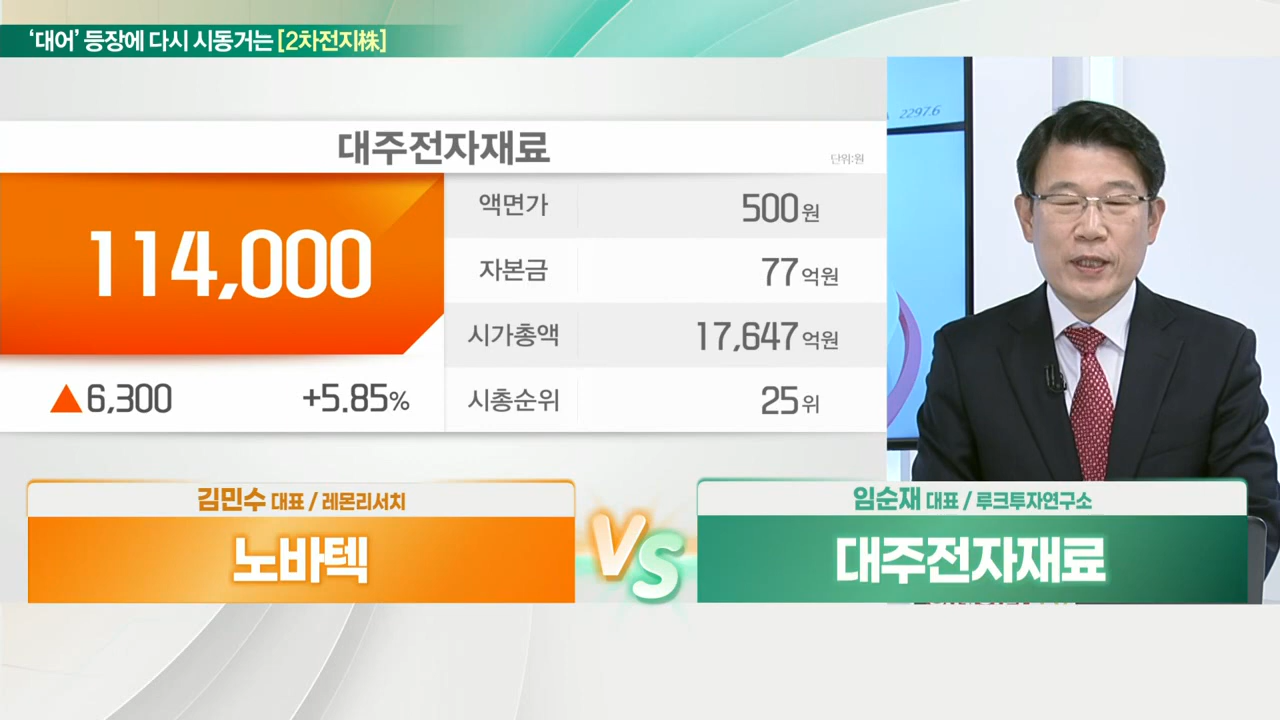 ‘대어’ 등장에 다시 시동거는 [2차전지株]
2297.6
대주전자재료
단위:원
114,000
▲6,300 +5.85%
액면가 500원
자본금 77억원
시가총액 17,647억원
시총순위 25위
김민수 대표 / 레몬리서치
노바텍
VS
임순재 대표 / 루크투자연구소
대주전자재료